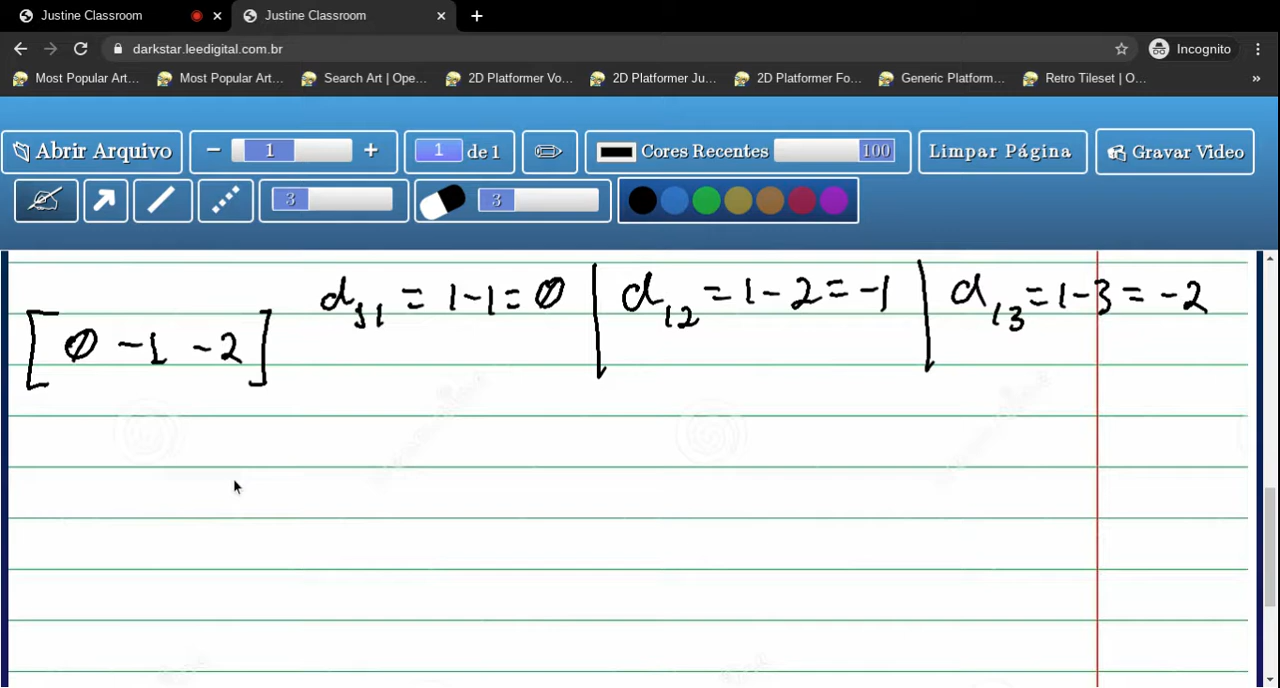 Justine Classroom
Justine Classroom
darkstar.leedigital.com.br
Incognito
Most Popular Art...
Most Popular Art...
Search Art | Ope...
2D Platformer Vo...
2D Platformer Ju...
2D Platformer Fo...
Generic Platform...
Retro Tileset | O...
»
Abrir Arquivo
− 1 +
1 de 1
Cores Recentes
100
Limpar Página
Gravar Video
3
3
d₁₁ = 1-1 = 0 | d₁₂ = 1-2 = -1 | d₁₃ = 1-3 = -2
[ 0 -1 -2 ]